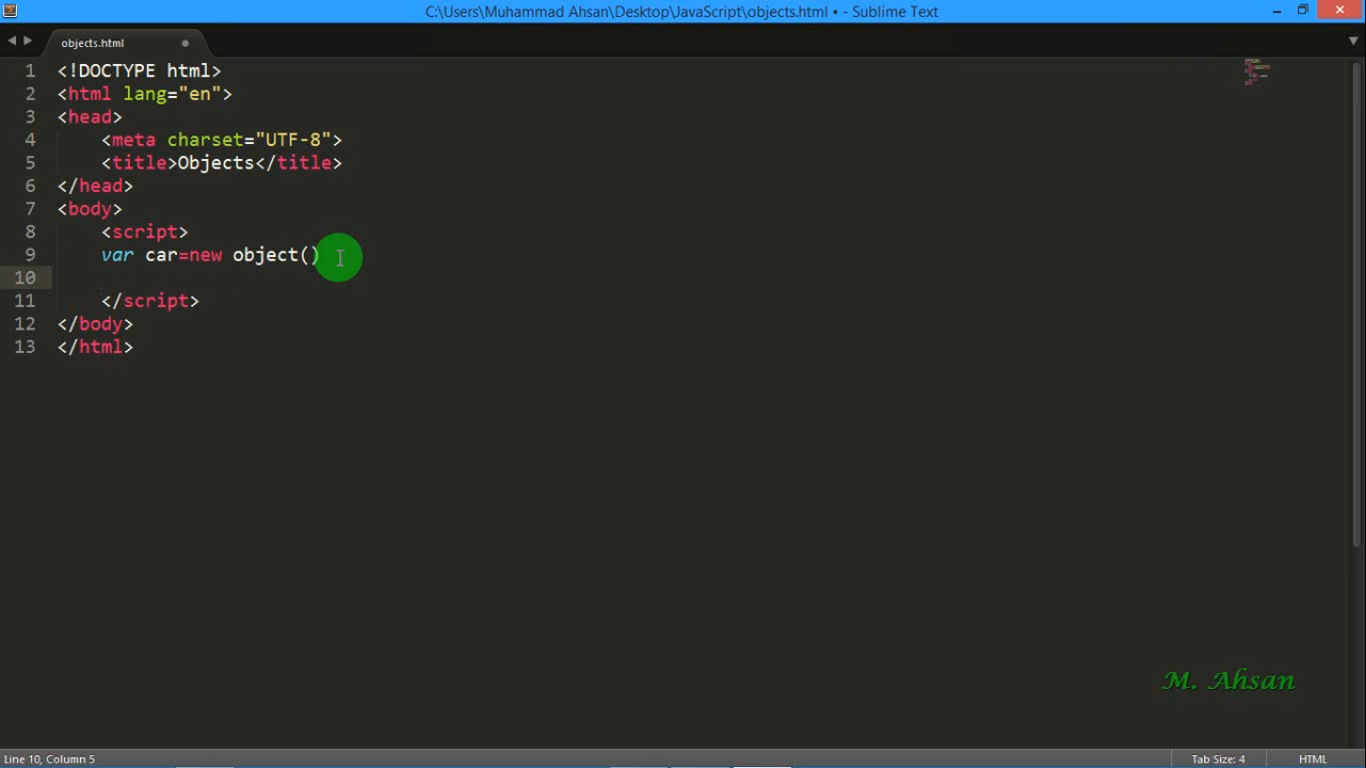 C:\Users\Muhammad Ahsan\Desktop\JavaScript\objects.html • - Sublime Text
objects.html
1 <!DOCTYPE html>
2 <html lang="en">
3 <head>
4 <meta charset="UTF-8">
5 <title>Objects</title>
6 </head>
7 <body>
8 <script>
9 var car=new object()
10
11 </script>
12 </body>
13 </html>
M. Ahsan
Line 10, Column 5
Tab Size: 4
HTML